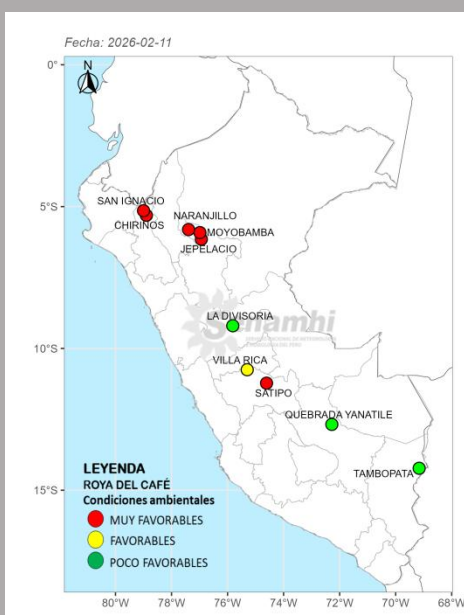 Fecha: 2026-02-11
N
0°
5°S
10°S
15°S
SAN IGNACIO
CHIRINOS
NARANJILLO
MOYOBAMBA
JEPELACIO
LA DIVISORIA
Senamhi
VILLA RICA
SATIPO
QUEBRADA YANATILE
TAMBOPATA
LEYENDA
ROYA DEL CAFÉ
Condiciones ambientales
MUY FAVORABLES
FAVORABLES
POCO FAVORABLES
80°W 78°W 76°W 74°W 72°W 70°W 68°W